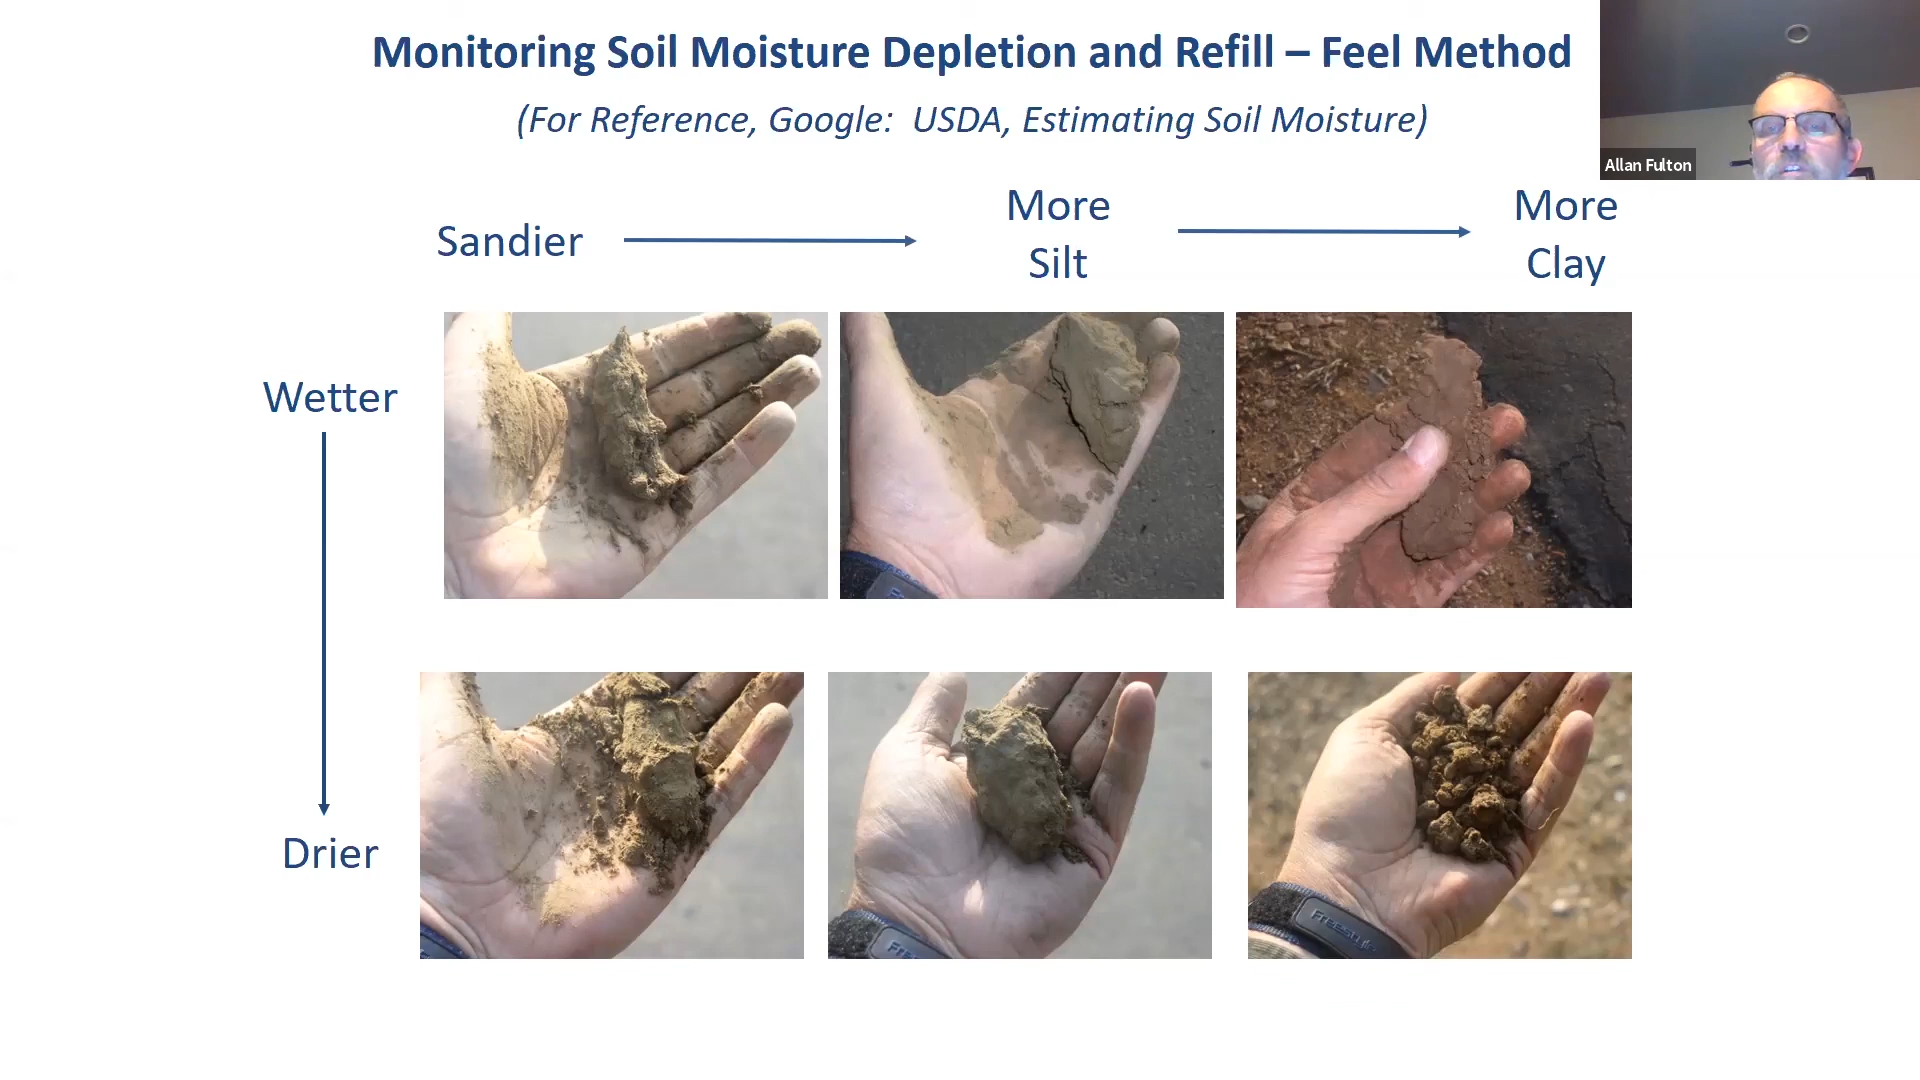 Monitoring Soil Moisture Depletion and Refill – Feel Method
(For Reference, Google: USDA, Estimating Soil Moisture)
Allan Fulton
Sandier
More
Silt
More
Clay
Wetter
Drier
Freestyle